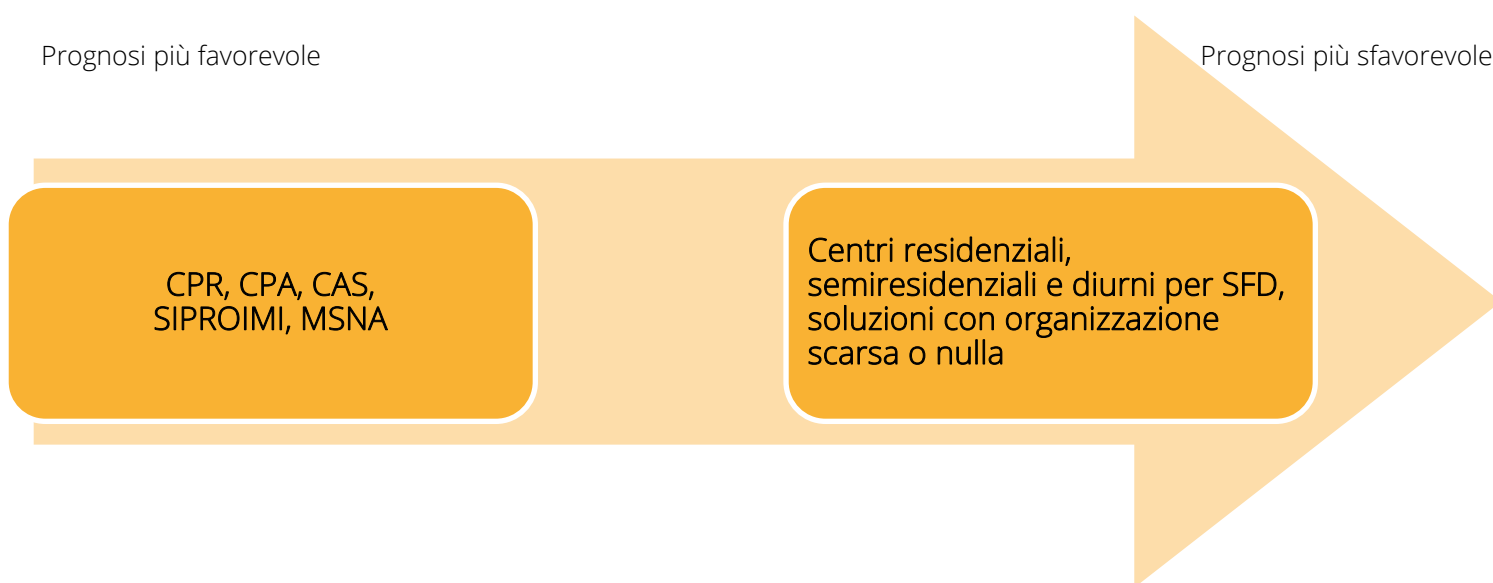 Prognosi più favorevole
Prognosi più sfavorevole
CPR, CPA, CAS,
SIPROIMI, MSNA
Centri residenziali,
semiresidenziali e diurni per SFD,
soluzioni con organizzazione
scarsa o nulla